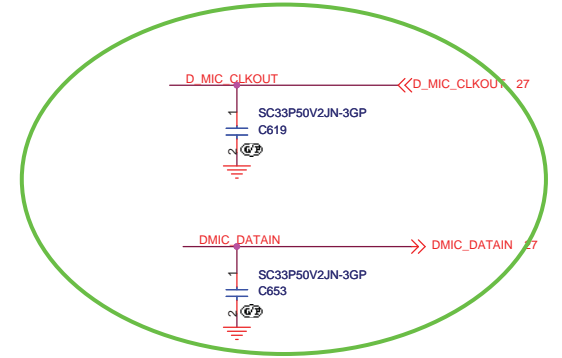 D_MIC_CLKOUT
D_MIC_CLKOUT 27
1
SC33P50V2JN-3GP
C619
2
DMIC_DATAIN
DMIC_DATAIN 27
1
SC33P50V2JN-3GP
C653
2